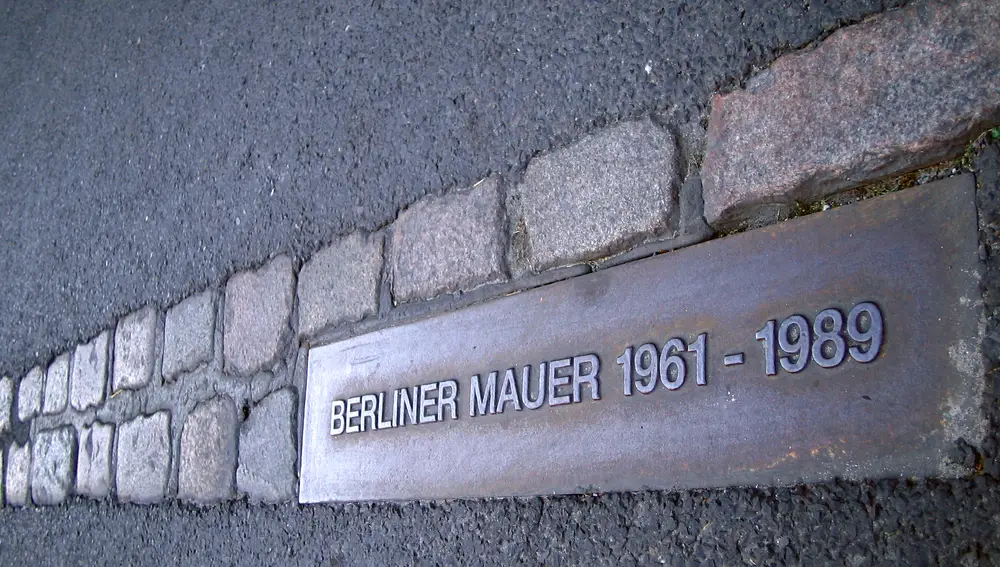 BERLINER MAUER 1961 - 1989